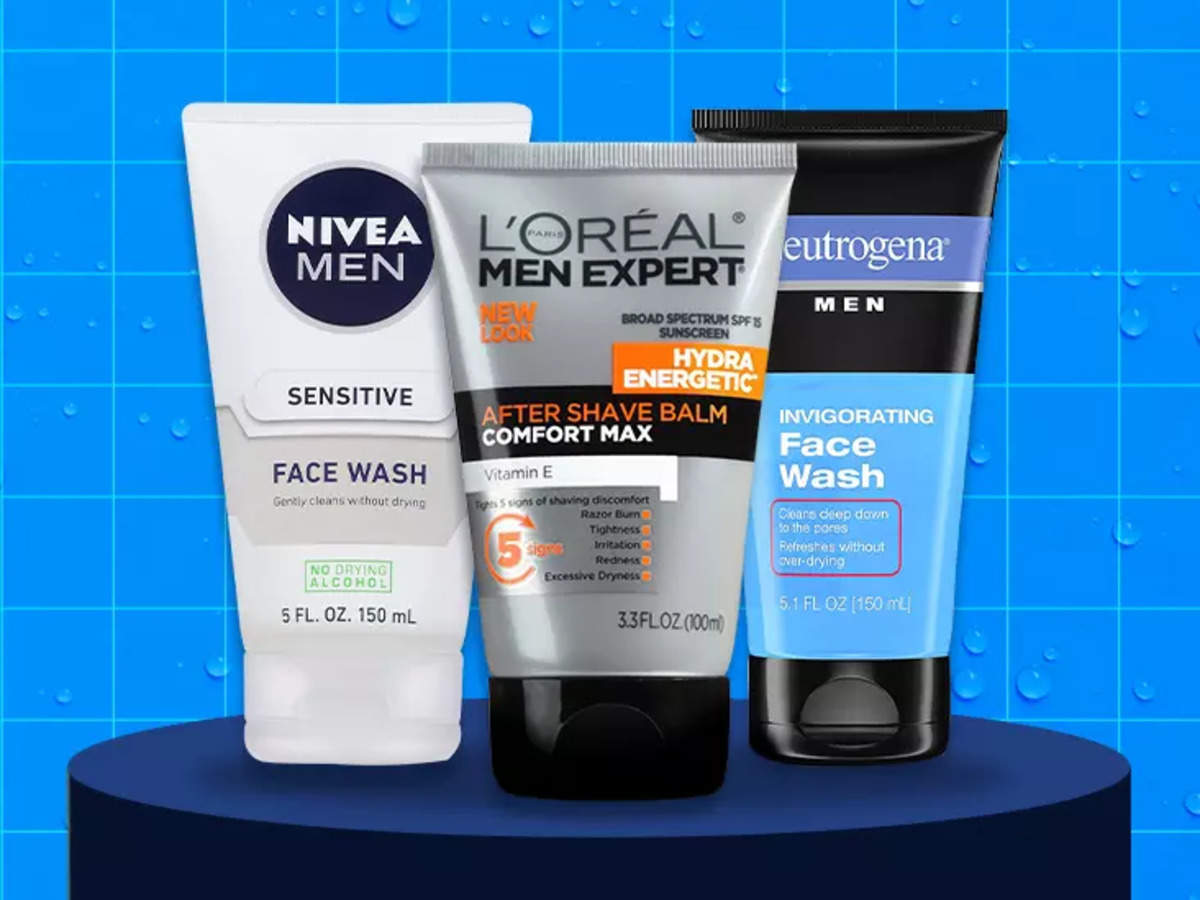 NIVEA
MEN
SENSITIVE
FACE WASH
Gently cleans without drying
NO DRYING
ALCOHOL
5 FL. OZ. 150 mL
L'ORÉAL®
PARIS
MEN EXPERT
NEW
LOOK
BROAD SPECTRUM SPF 15
SUNSCREEN
HYDRA
ENERGETIC
AFTER SHAVE BALM
COMFORT MAX
Vitamin E
fights 5 signs of shaving discomfort
Razor Burn
Tightness
Irritation
Redness
Excessive Dryness
5 signs
3.3FL.OZ.(100ml)
eutrogena®
MEN
INVIGORATING
Face
Wash
Cleans deep down
to the pores
Refreshes without
over-drying
5.1 FL OZ [150 mL]